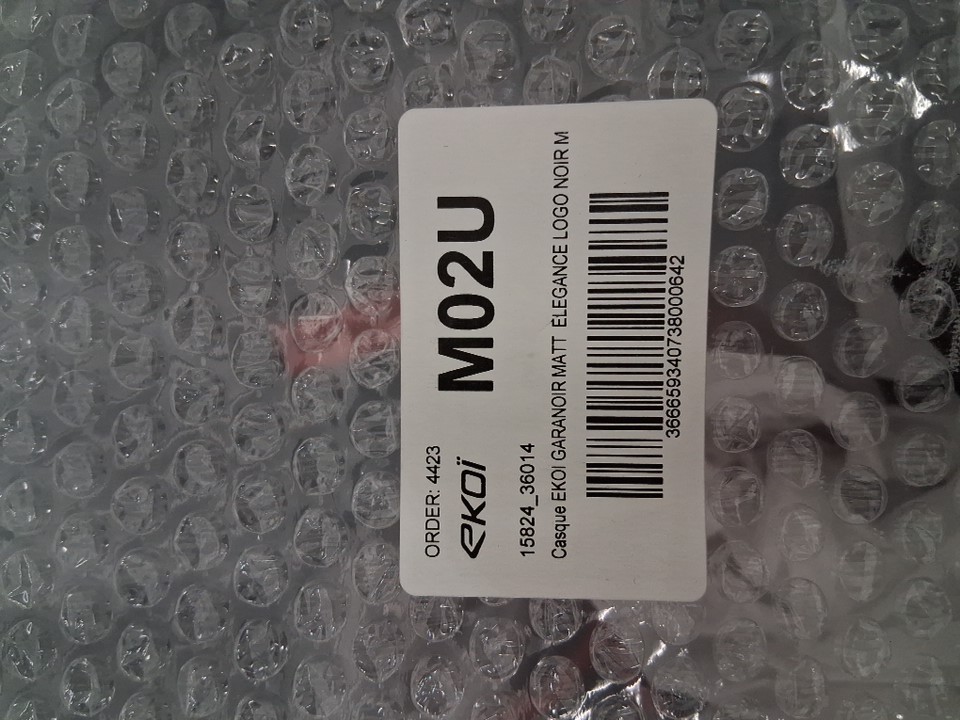 ORDER: 4423
eKOÏ
M02U
15824_36014
Casque EKOI GARANOIR MATT ELEGANCE LOGO NOIR M
3666593407380000642